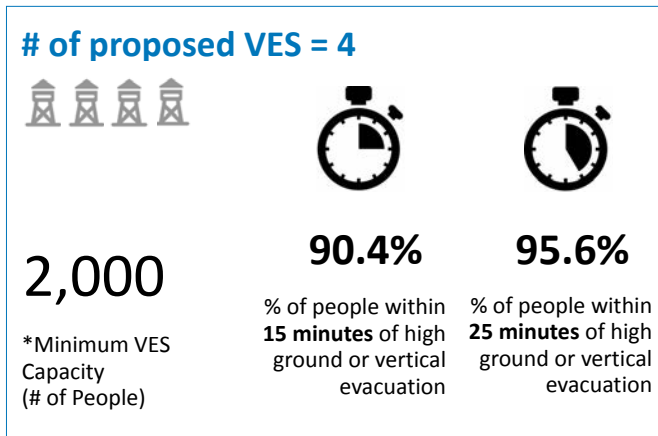 # of proposed VES = 4
2,000
*Minimum VES
Capacity
(# of People)
90.4%
% of people within
15 minutes of high
ground or vertical
evacuation
95.6%
% of people within
25 minutes of high
ground or vertical
evacuation